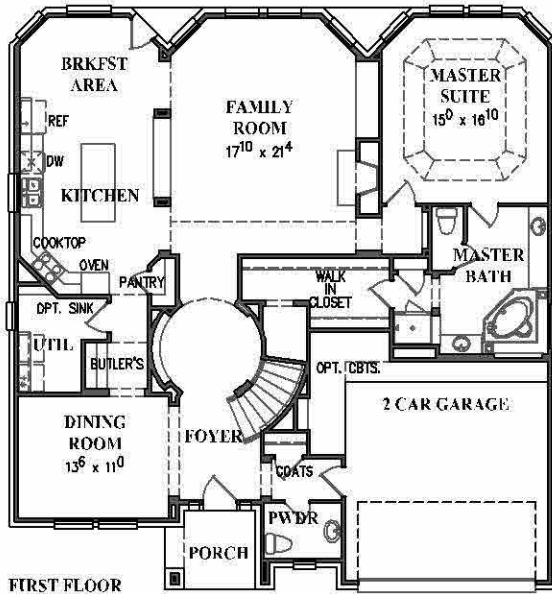 BRKFST
AREA
REF
DW
KITCHEN
COOKTOP
OVEN
PANTRY
FAMILY
ROOM
17¹⁰ x 21⁴
MASTER
SUITE
15⁰ x 16¹⁰
MASTER
BATH
WALK
IN
CLOSET
OPT. SINK
UTIL
BUTLER'S
OPT. CBTS.
2 CAR GARAGE
DINING
ROOM
13⁶ x 11⁰
FOYER
COATS
PWDR
PORCH
FIRST FLOOR